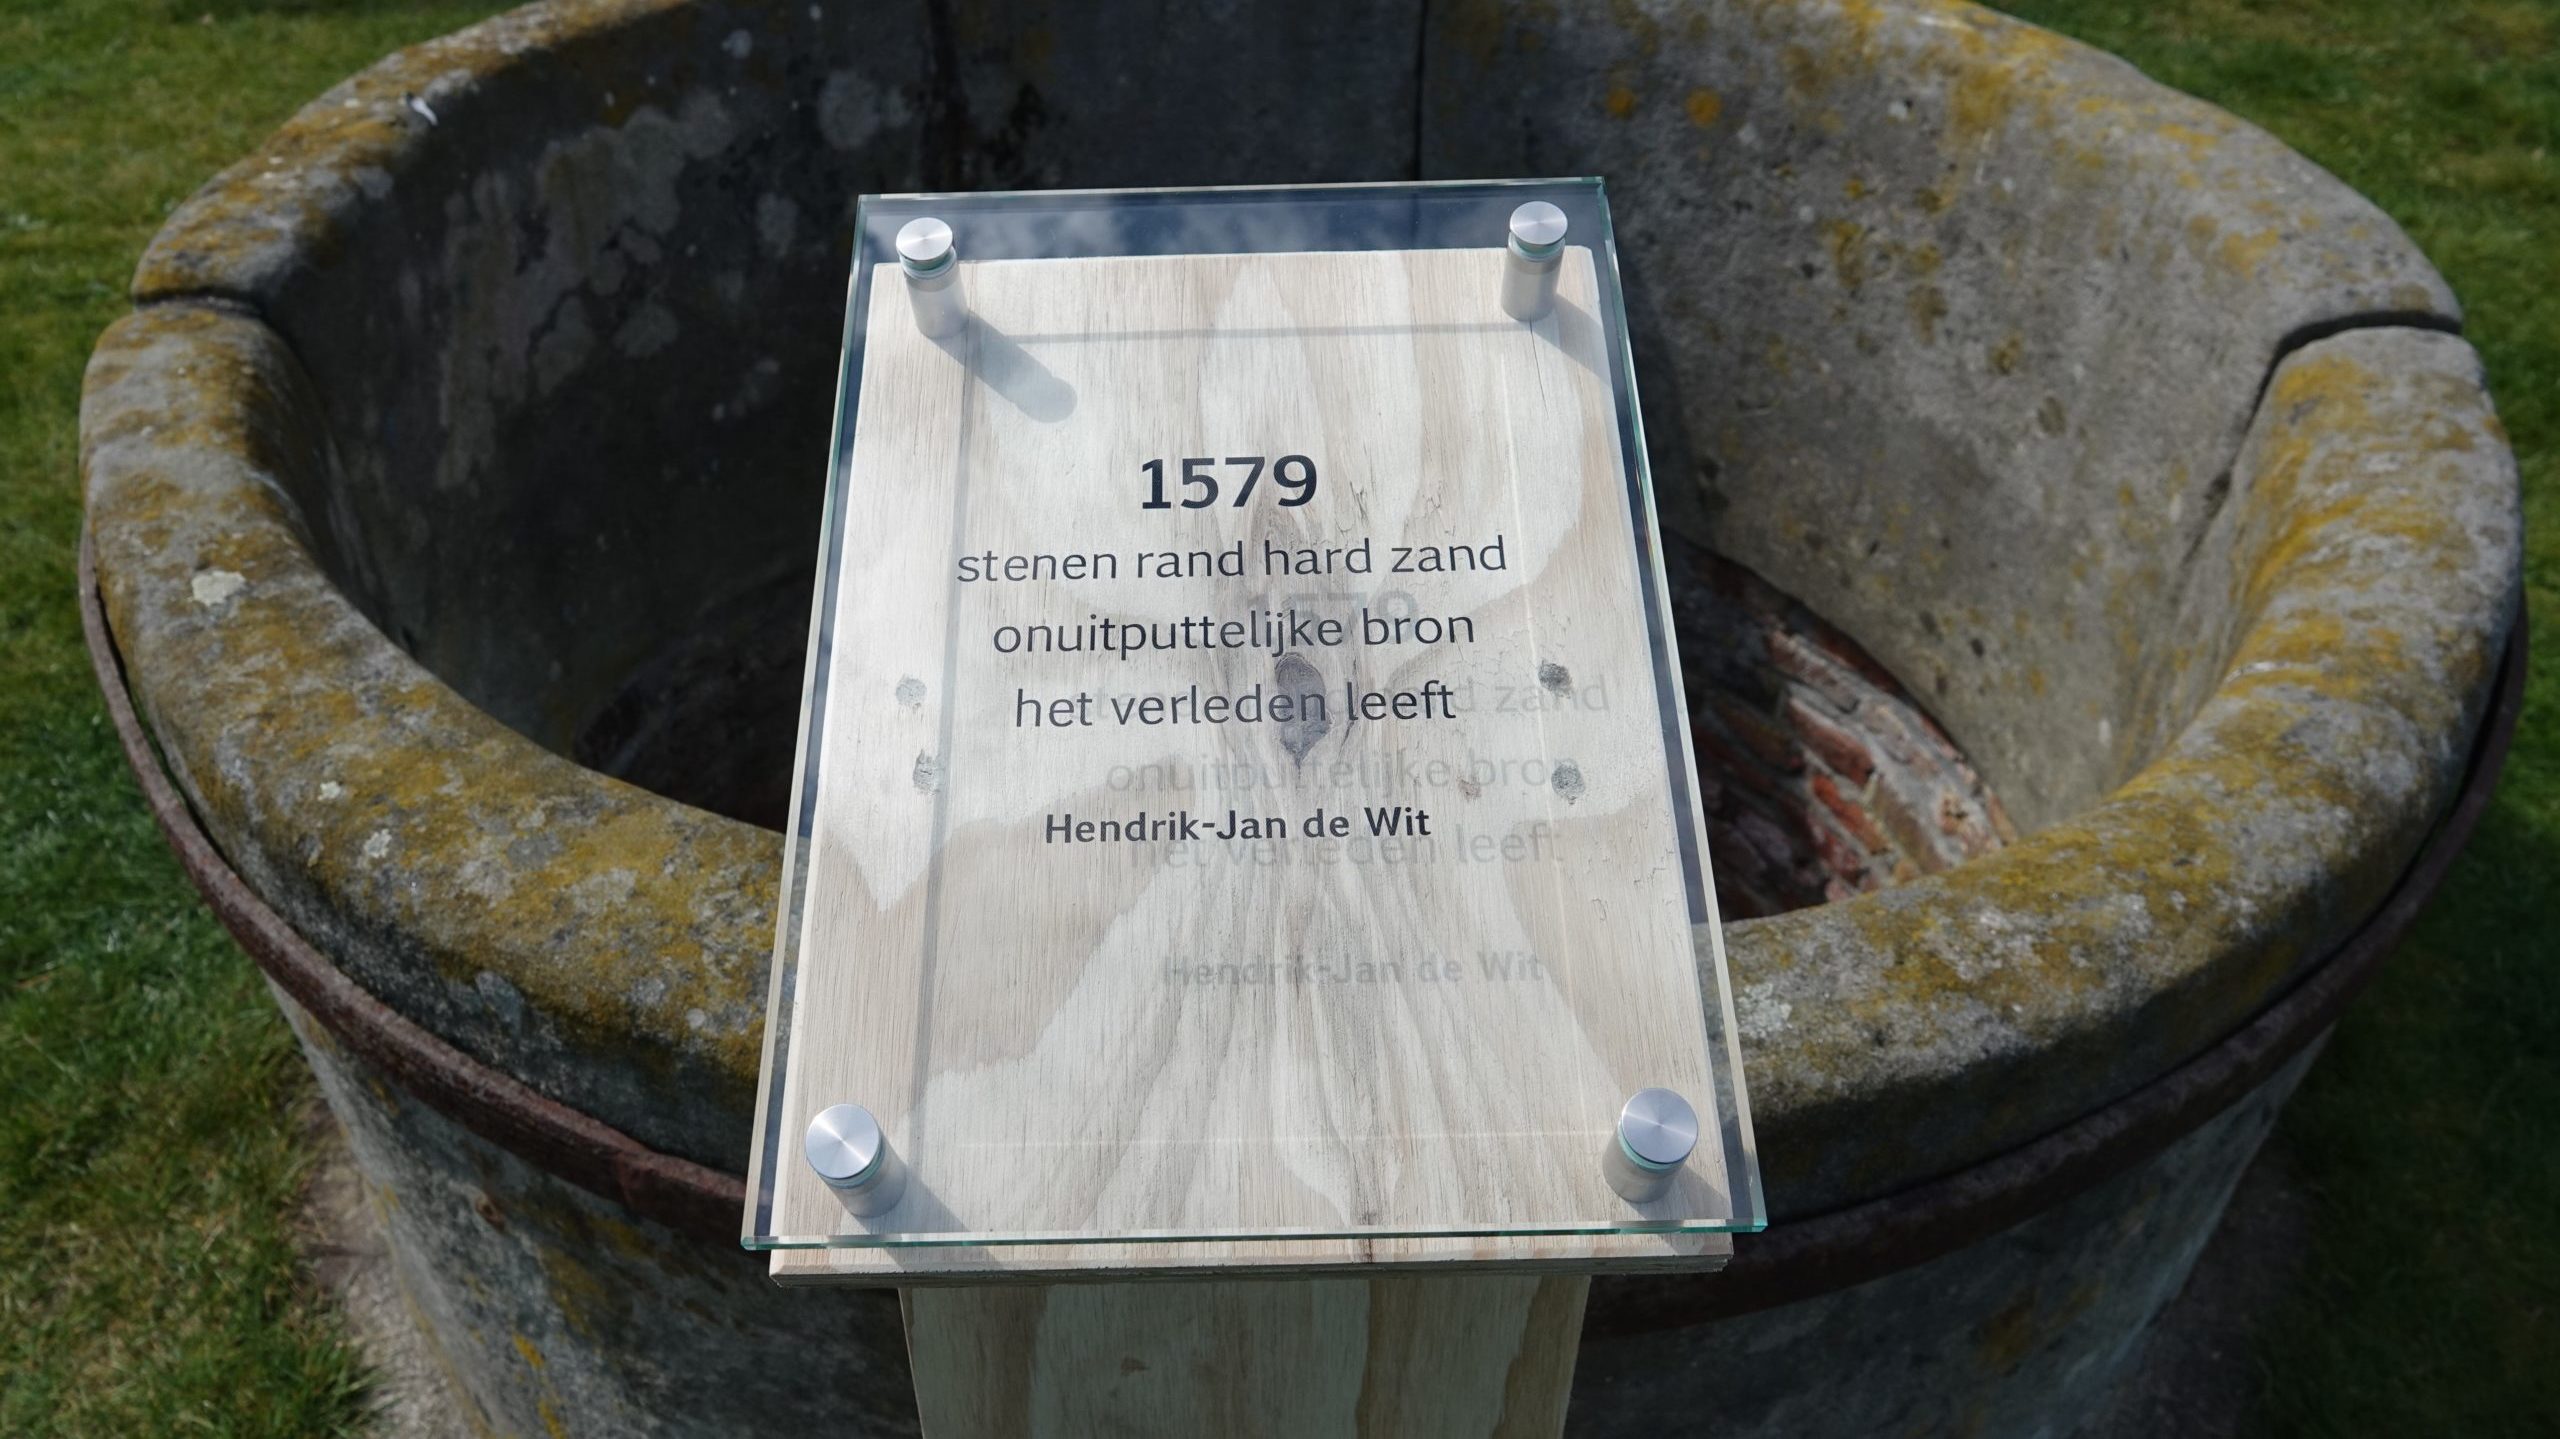 1579
stenen rand hard zand
onuitputtelijke bron
het verleden leeft
Hendrik-Jan de Wit